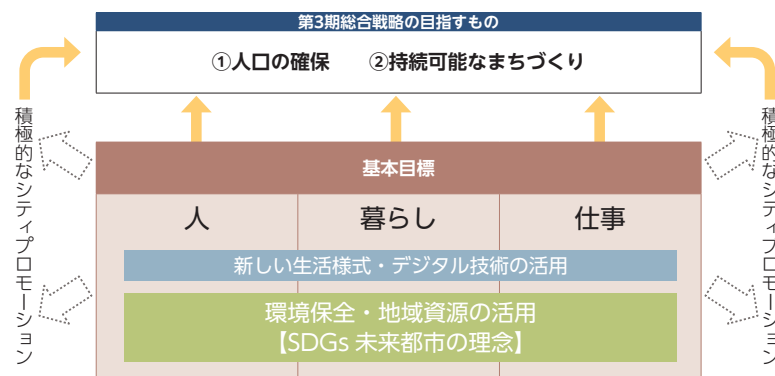 第3期総合戦略の目指すもの
①人口の確保　②持続可能なまちづくり
積極的なシティプロモーション
基本目標
人　暮らし　仕事
新しい生活様式・デジタル技術の活用
環境保全・地域資源の活用
【SDGs 未来都市の理念】
積極的なシティプロモーション